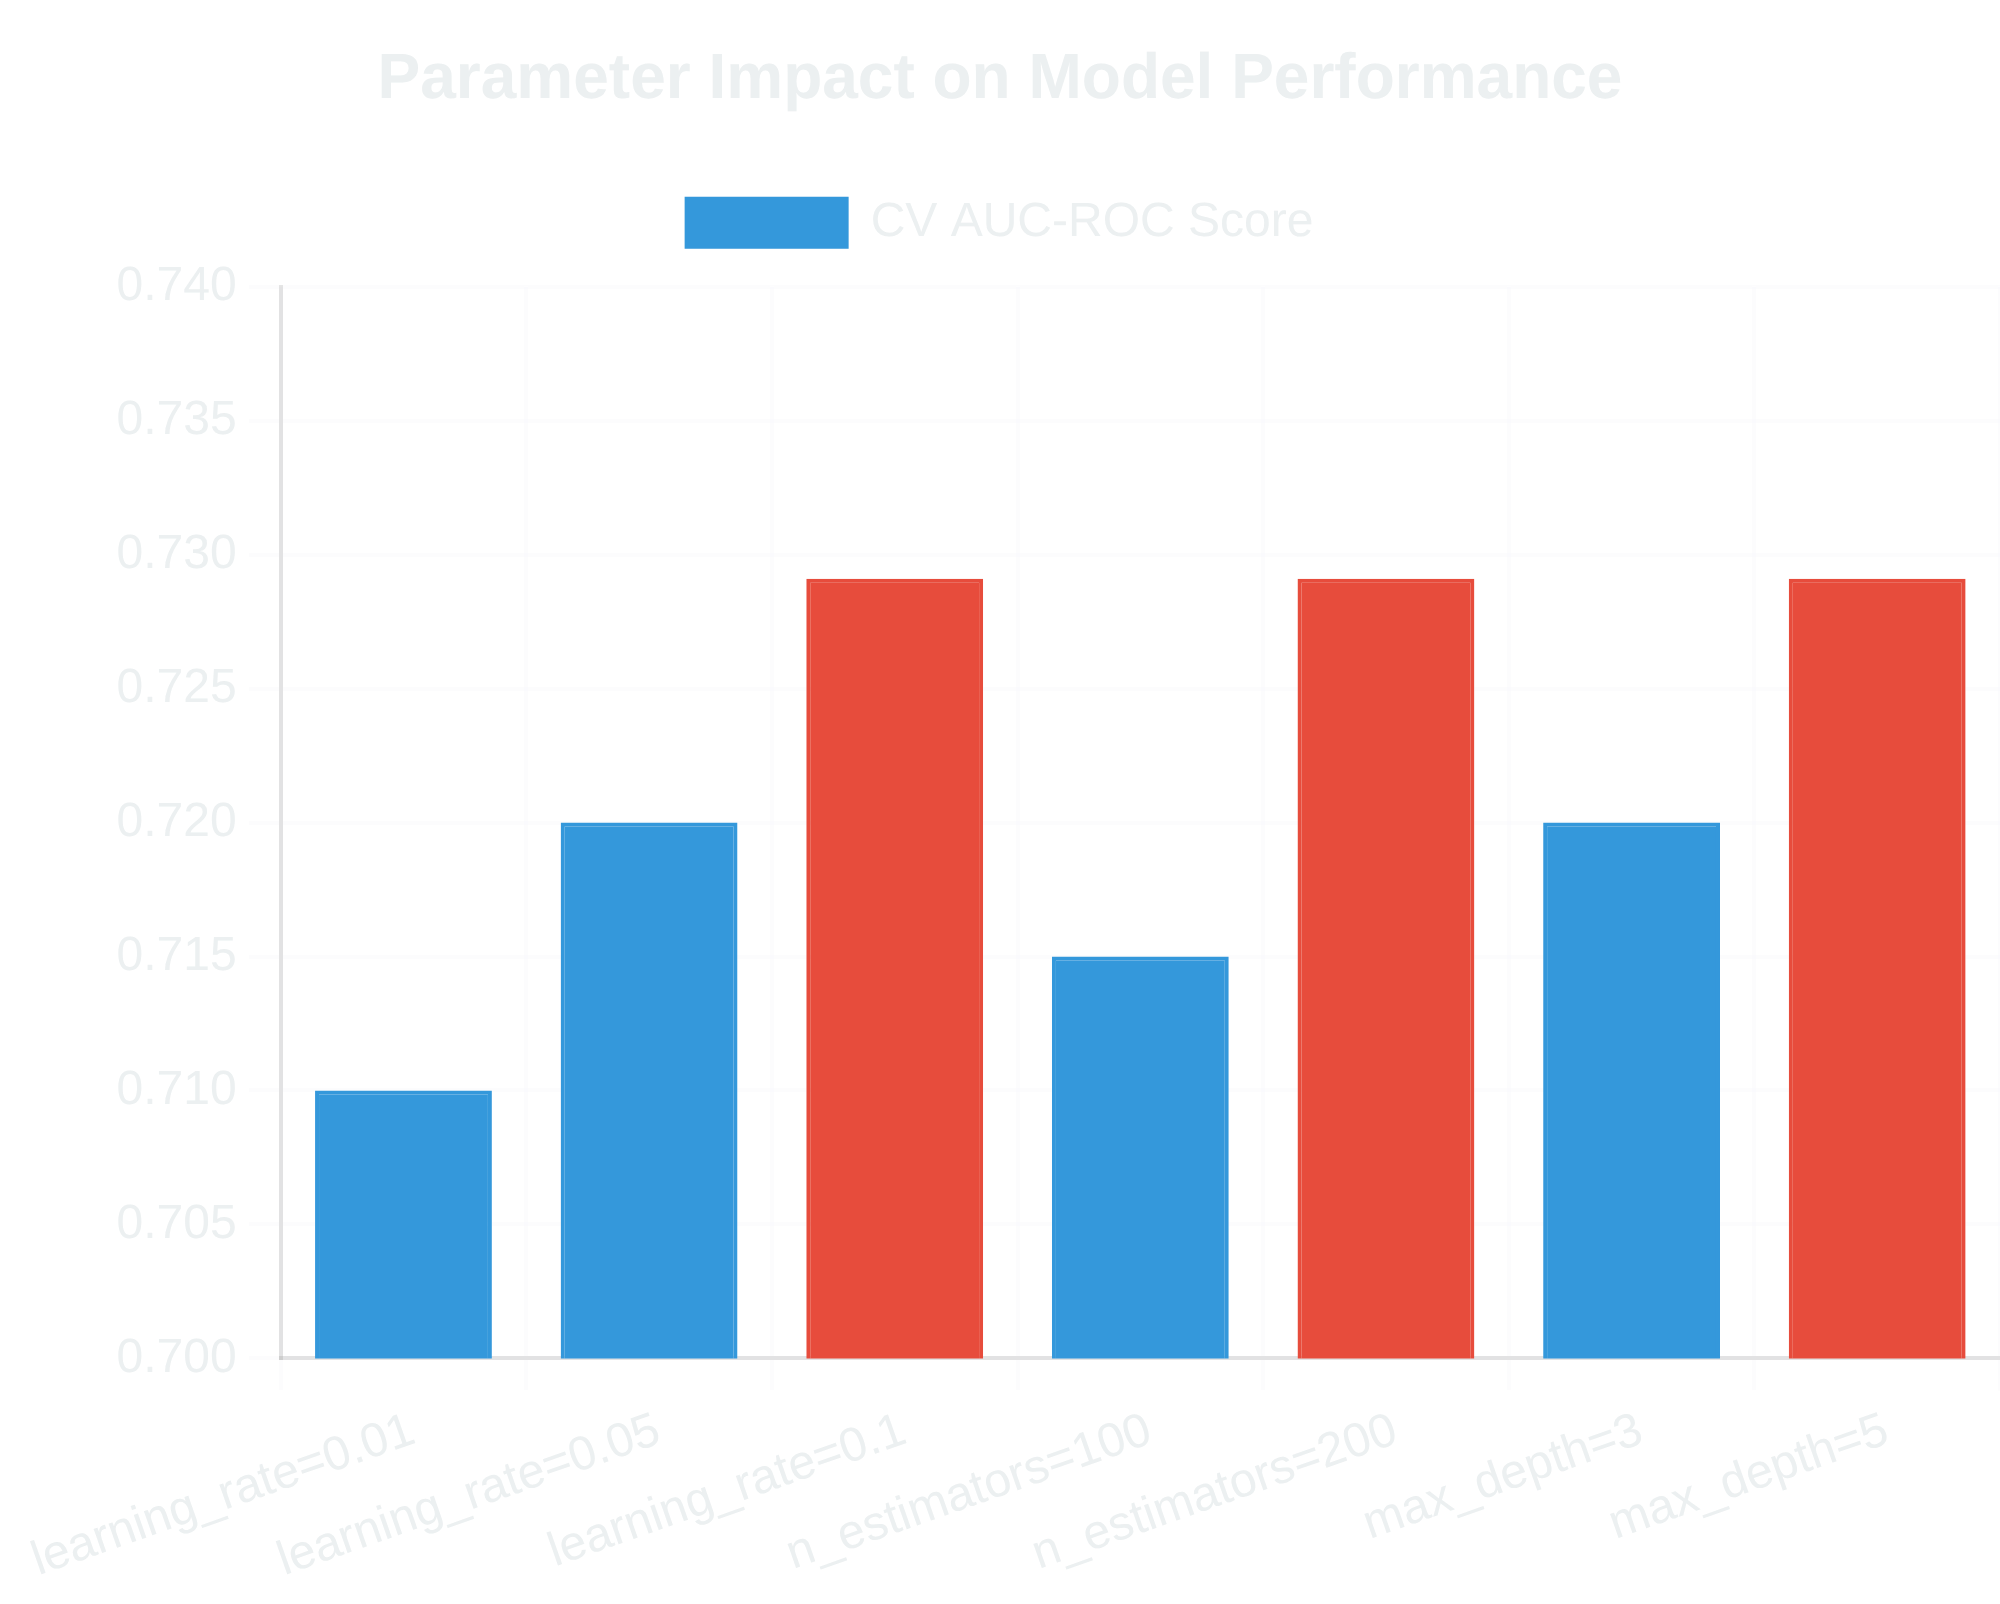 Parameter Impact on Model Performance
CV AUC-ROC Score
0.740
0.735
0.730
0.725
0.720
0.715
0.710
0.705
0.700
learning_rate=0.01
learning_rate=0.05
learning_rate=0.1
n_estimators=100
n_estimators=200
max_depth=3
max_depth=5